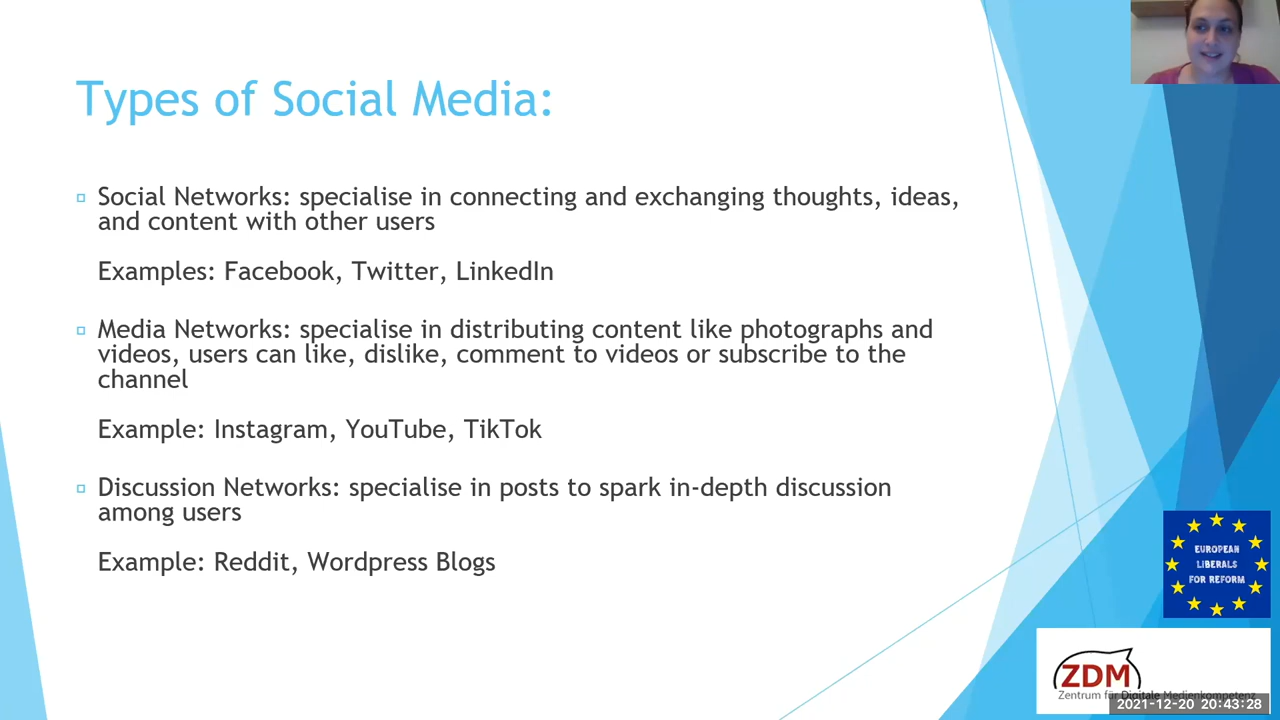 Types of Social Media:
Social Networks: specialise in connecting and exchanging thoughts, ideas,
and content with other users
Examples: Facebook, Twitter, LinkedIn
Media Networks: specialise in distributing content like photographs and
videos, users can like, dislike, comment to videos or subscribe to the
channel
Example: Instagram, YouTube, TikTok
Discussion Networks: specialise in posts to spark in-depth discussion
among users
Example: Reddit, Wordpress Blogs
EUROPEAN
LIBERALS
FOR REFORM
ZDM
Zentrum für Digitale Medienkompetenz
2021-12-20 20:43:28